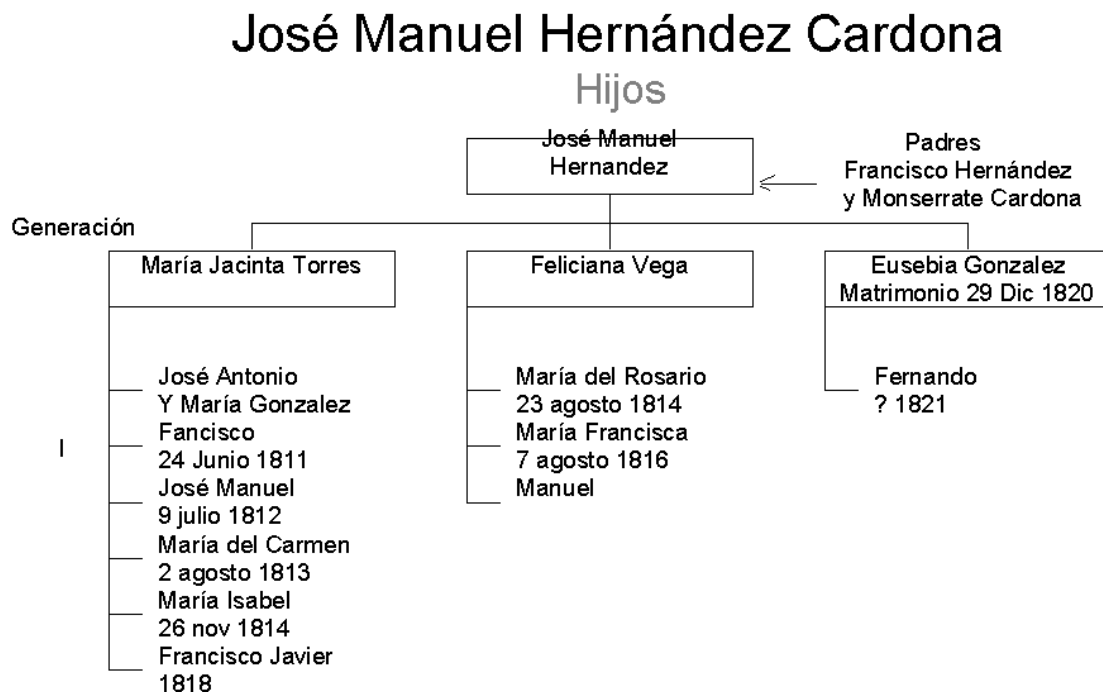 José Manuel Hernández Cardona
Hijos
José Manuel
Hernandez
Padres
Francisco Hernández
y Monserrate Cardona
Generación
María Jacinta Torres
Feliciana Vega
Eusebia Gonzalez
Matrimonio 29 Dic 1820
I
José Antonio
Y María Gonzalez
Fancisco
24 Junio 1811
José Manuel
9 julio 1812
María del Carmen
2 agosto 1813
María Isabel
26 nov 1814
Francisco Javier
1818
María del Rosario
23 agosto 1814
María Francisca
7 agosto 1816
Manuel
Fernando
? 1821